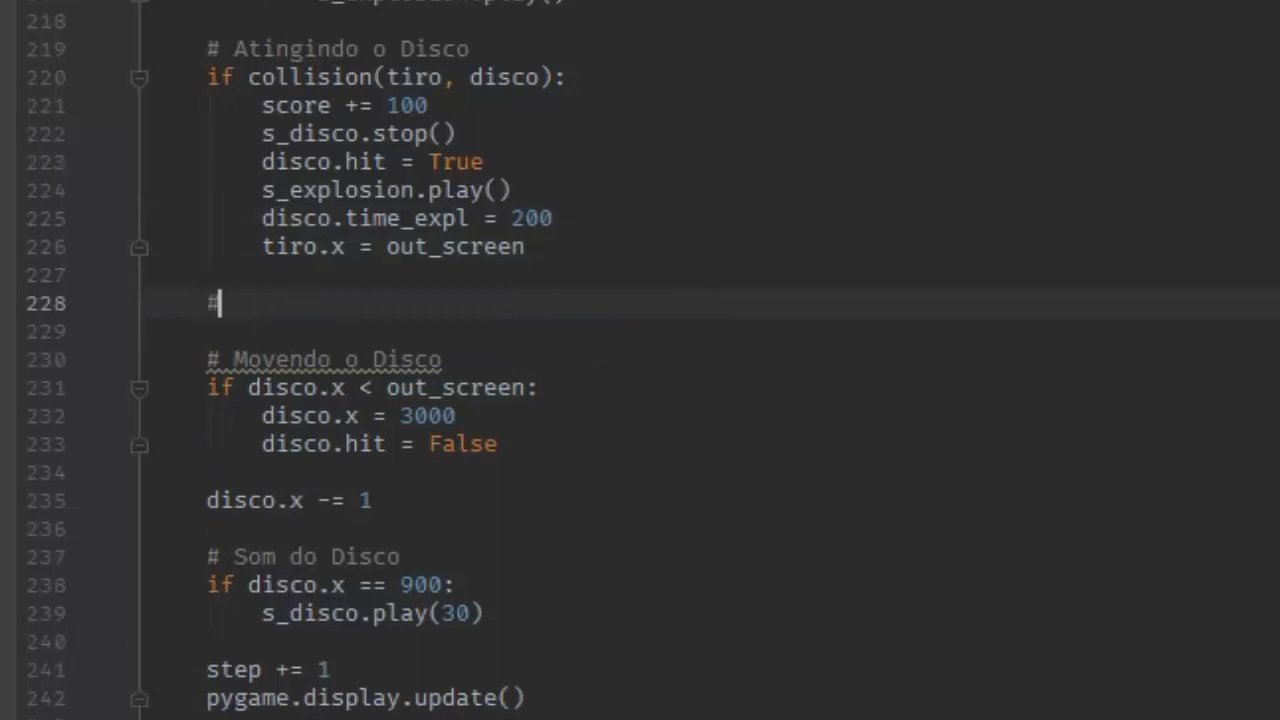 218
219 # Atingindo o Disco
220 if collision(tiro, disco):
221 score += 100
222 s_disco.stop()
223 disco.hit = True
224 s_explosion.play()
225 disco.time_expl = 200
226 tiro.x = out_screen
227
228 #
229
230 # Movendo o Disco
231 if disco.x < out_screen:
232 disco.x = 3000
233 disco.hit = False
234
235 disco.x -= 1
236
237 # Som do Disco
238 if disco.x == 900:
239 s_disco.play(30)
240
241 step += 1
242 pygame.display.update()